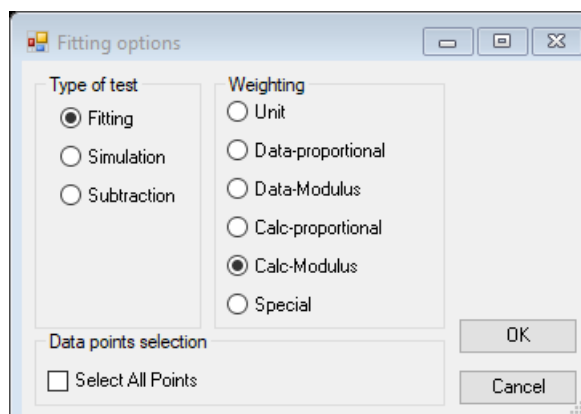 Fitting options
Type of test
Fitting
Simulation
Subtraction
Weighting
Unit
Data-proportional
Data-Modulus
Calc-proportional
Calc-Modulus
Special
Data points selection
Select All Points
OK
Cancel